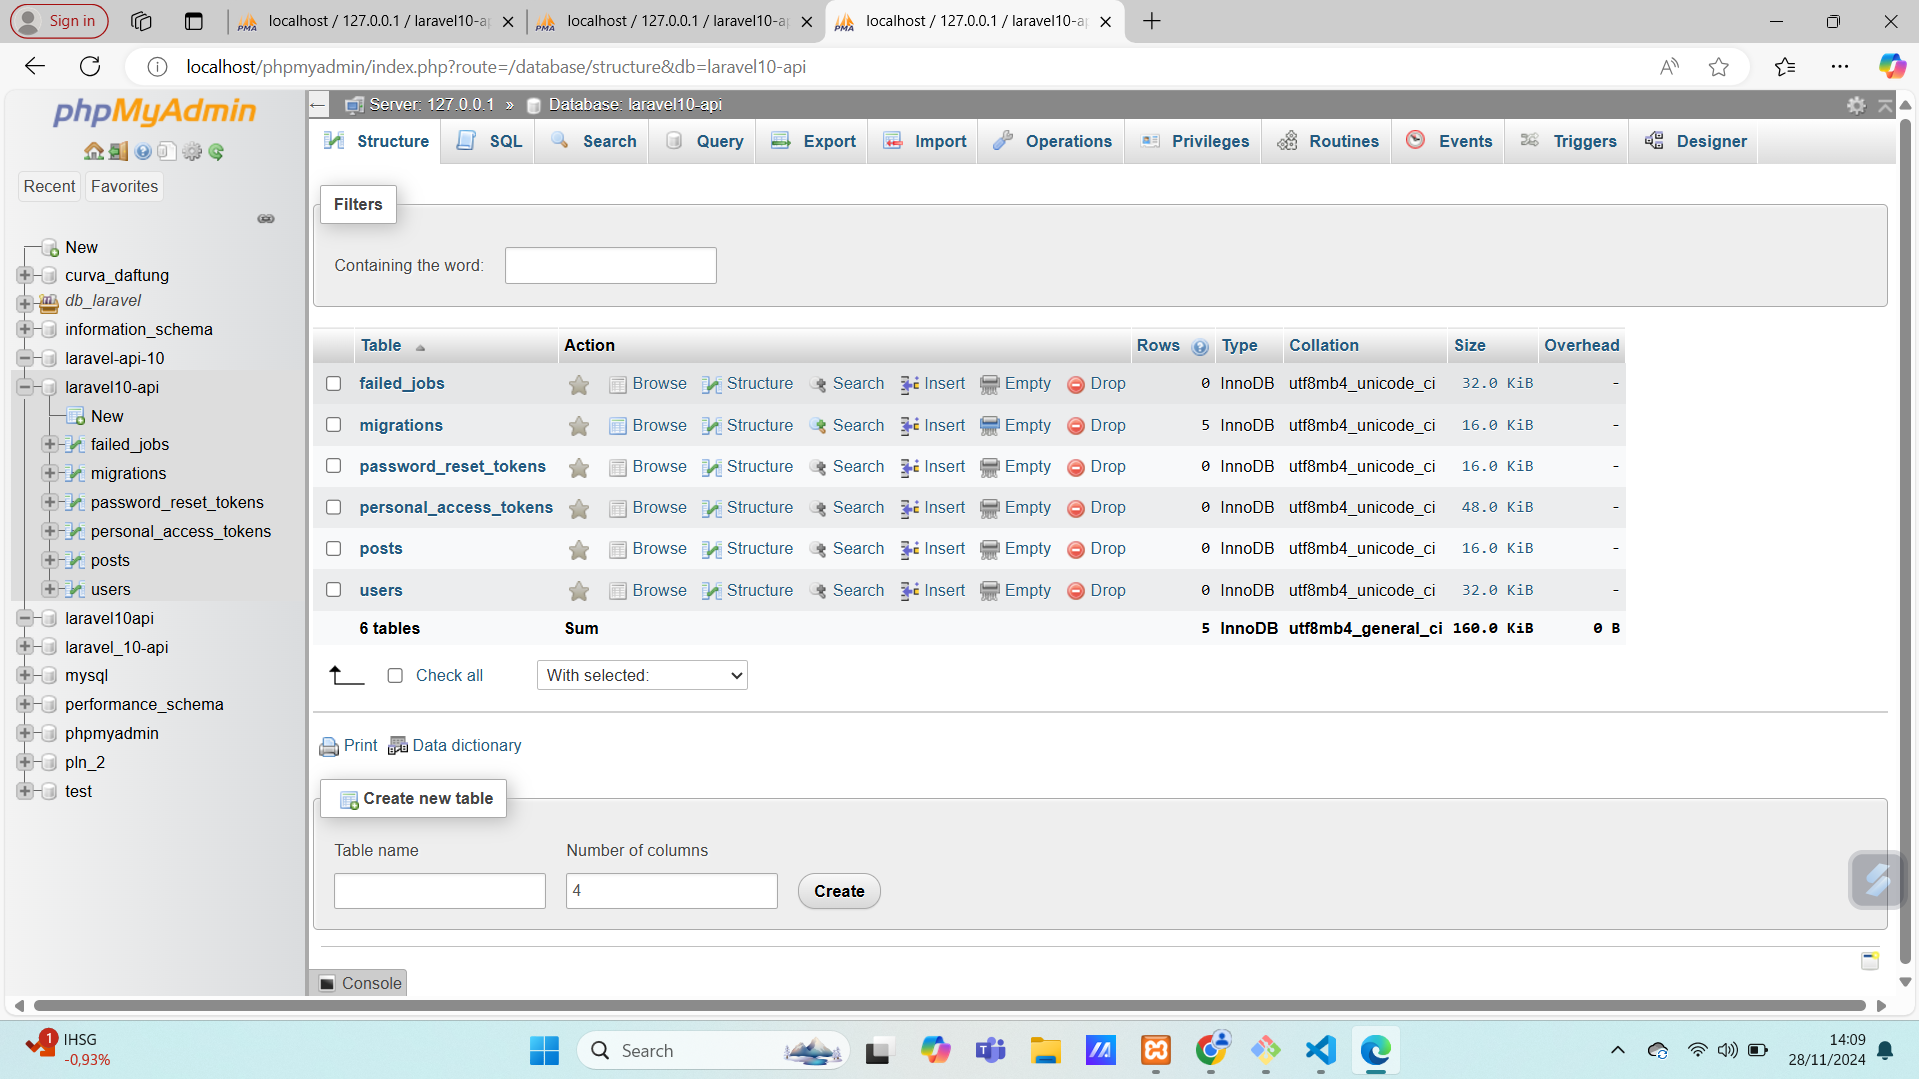 Sign in
localhost / 127.0.0.1 / laravel10-a
localhost / 127.0.0.1 / laravel10-a
localhost / 127.0.0.1 / laravel10-a
localhost/phpmyadmin/index.php?route=/database/structure&db=laravel10-api
phpMyAdmin
Recent Favorites
New
curva_daftung
db_laravel
information_schema
laravel-api-10
laravel10-api
New
failed_jobs
migrations
password_reset_tokens
personal_access_tokens
posts
users
laravel10api
laravel_10-api
mysql
performance_schema
phpmyadmin
pln_2
test
Server: 127.0.0.1 » Database: laravel10-api
Structure SQL Search Query Export Import Operations Privileges Routines Events Triggers Designer
Filters
Containing the word:
Table Action Rows Type Collation Size Overhead
failed_jobs Browse Structure Search Insert Empty Drop 0 InnoDB utf8mb4_unicode_ci 32.0 KiB -
migrations Browse Structure Search Insert Empty Drop 5 InnoDB utf8mb4_unicode_ci 16.0 KiB -
password_reset_tokens Browse Structure Search Insert Empty Drop 0 InnoDB utf8mb4_unicode_ci 16.0 KiB -
personal_access_tokens Browse Structure Search Insert Empty Drop 0 InnoDB utf8mb4_unicode_ci 48.0 KiB -
posts Browse Structure Search Insert Empty Drop 0 InnoDB utf8mb4_unicode_ci 16.0 KiB -
users Browse Structure Search Insert Empty Drop 0 InnoDB utf8mb4_unicode_ci 32.0 KiB -
6 tables Sum 5 InnoDB utf8mb4_general_ci 160.0 KiB 0 B
Check all With selected:
Print Data dictionary
Create new table
Table name Number of columns
4 Create
Console
1 IHSG
-0,93%
Search
14:09
28/11/2024